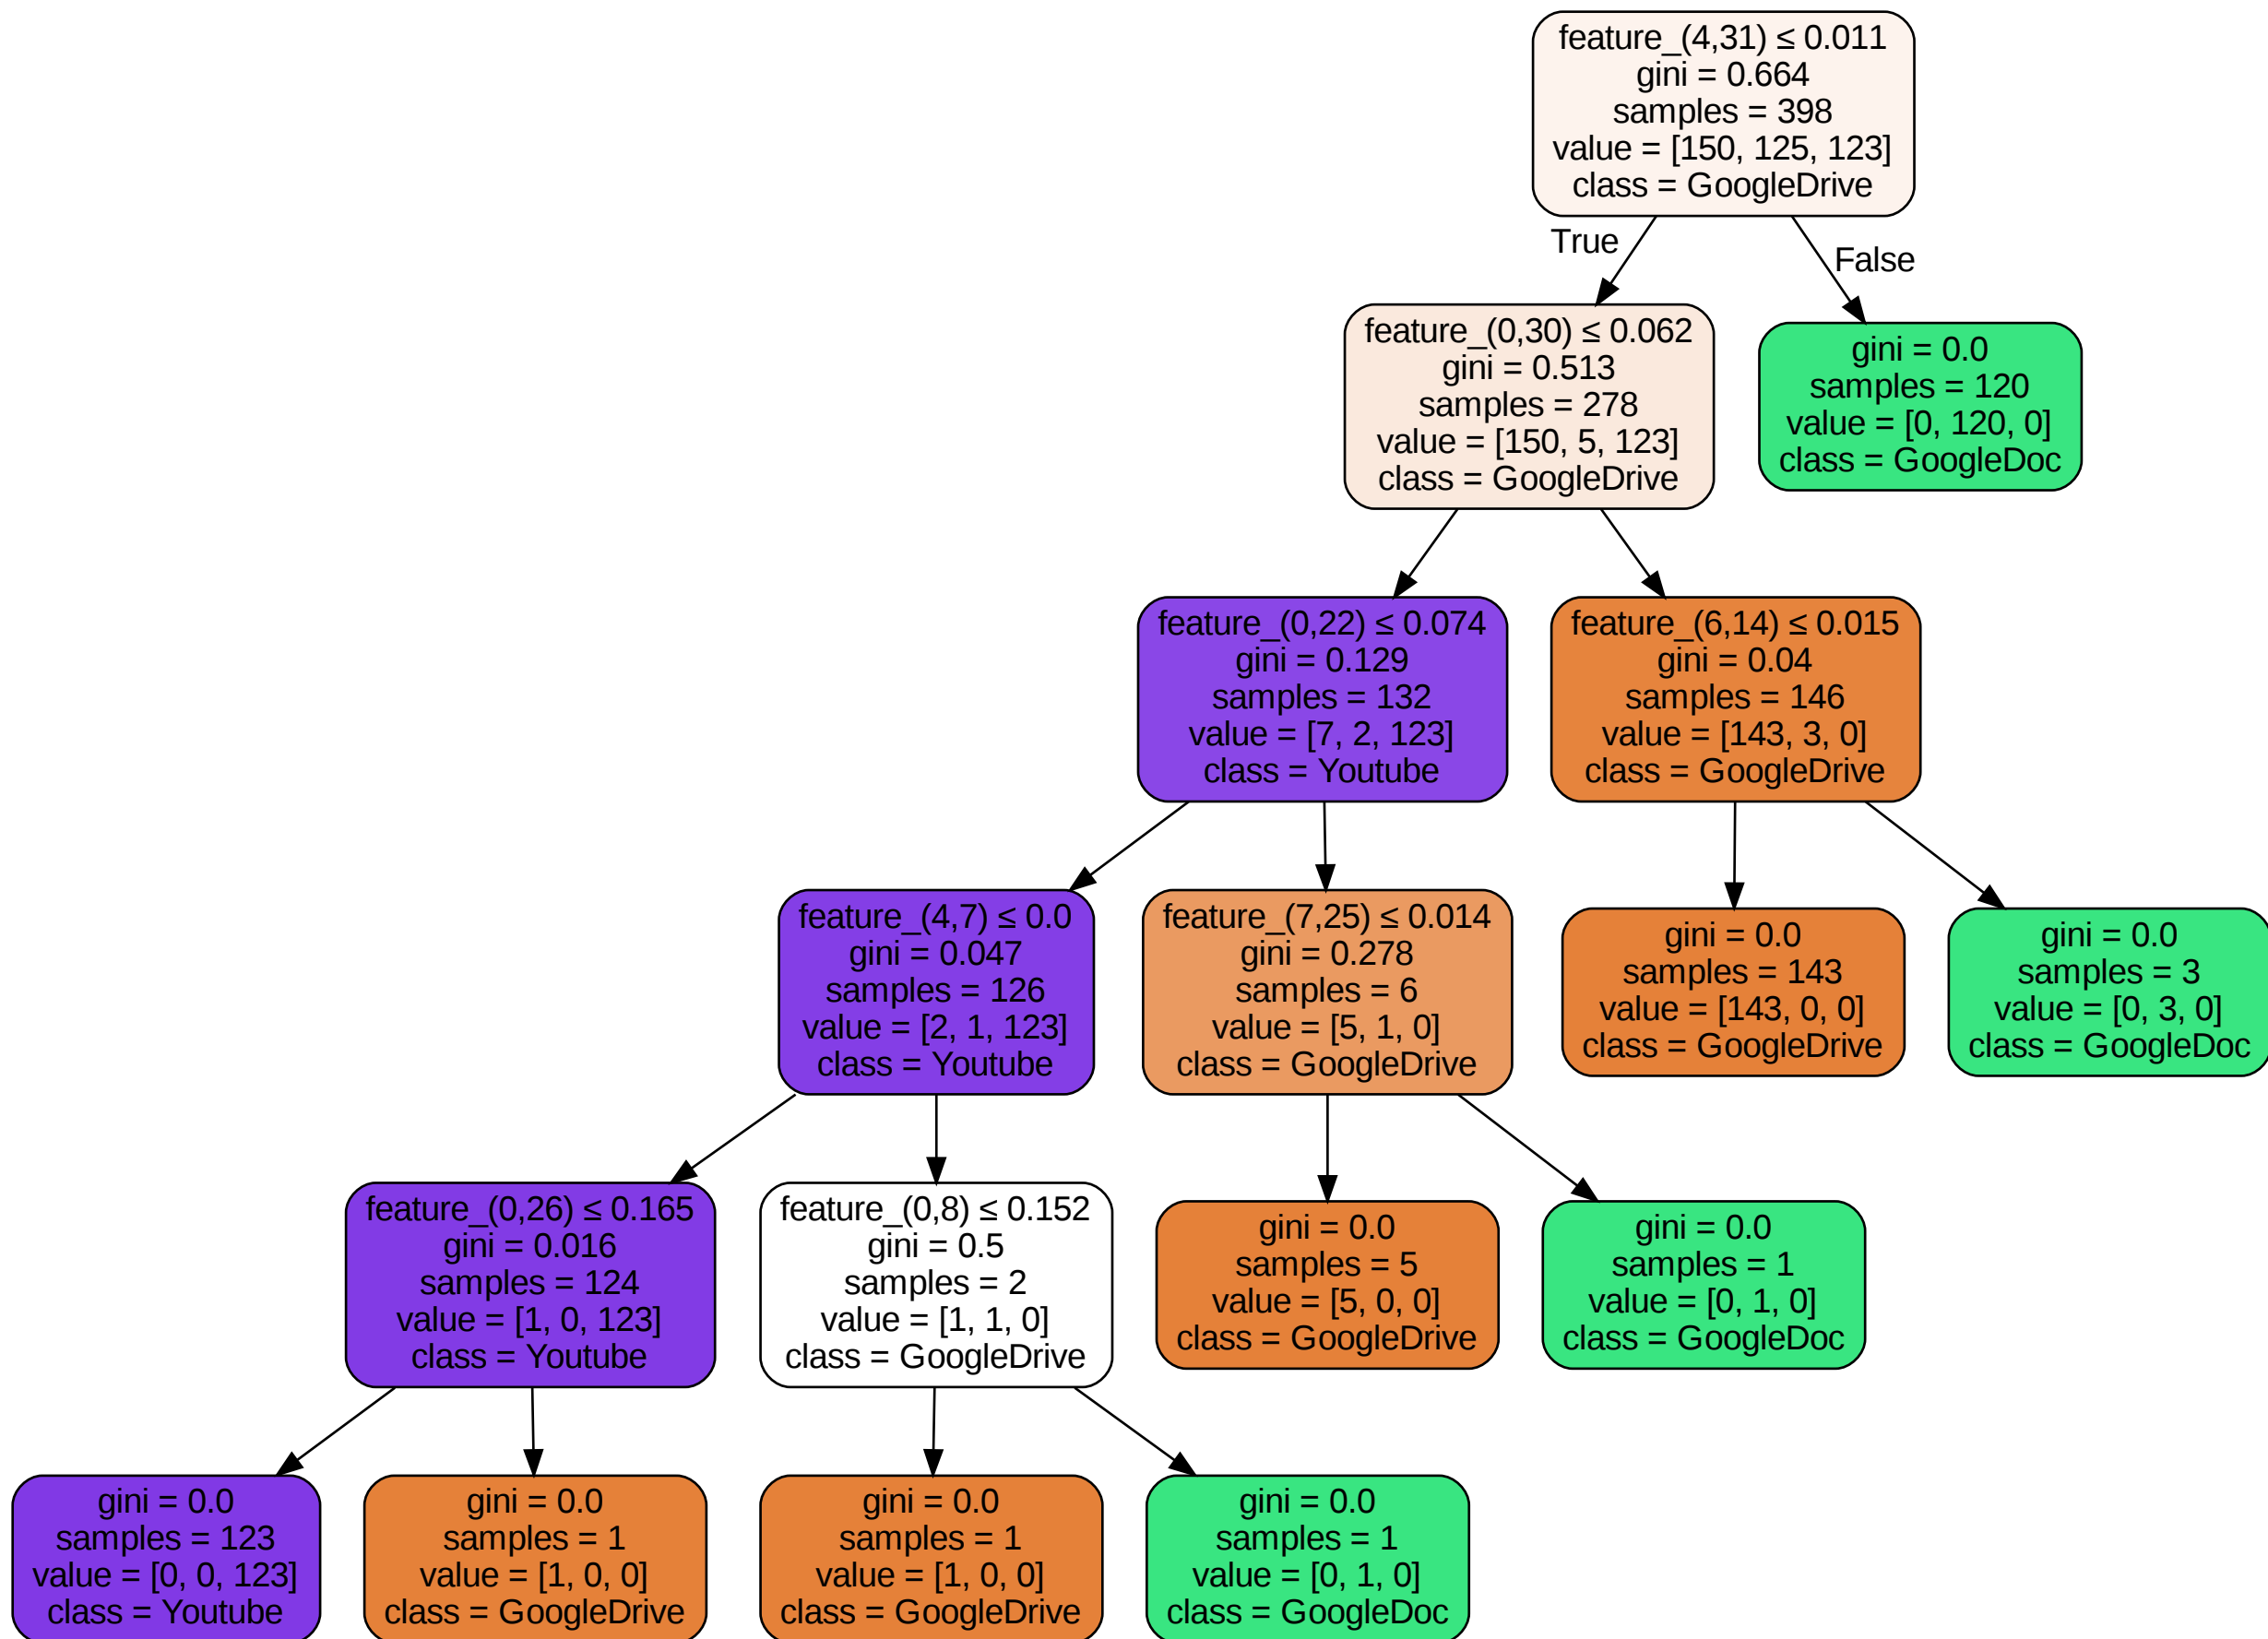 feature_(4,31) ≤ 0.011
gini = 0.664
samples = 398
value = [150, 125, 123]
class = GoogleDrive
True
False
feature_(0,30) ≤ 0.062
gini = 0.513
samples = 278
value = [150, 5, 123]
class = GoogleDrive
gini = 0.0
samples = 120
value = [0, 120, 0]
class = GoogleDoc
feature_(0,22) ≤ 0.074
gini = 0.129
samples = 132
value = [7, 2, 123]
class = Youtube
feature_(6,14) ≤ 0.015
gini = 0.04
samples = 146
value = [143, 3, 0]
class = GoogleDrive
feature_(4,7) ≤ 0.0
gini = 0.047
samples = 126
value = [2, 1, 123]
class = Youtube
feature_(7,25) ≤ 0.014
gini = 0.278
samples = 6
value = [5, 1, 0]
class = GoogleDrive
gini = 0.0
samples = 143
value = [143, 0, 0]
class = GoogleDrive
gini = 0.0
samples = 3
value = [0, 3, 0]
class = GoogleDoc
feature_(0,26) ≤ 0.165
gini = 0.016
samples = 124
value = [1, 0, 123]
class = Youtube
feature_(0,8) ≤ 0.152
gini = 0.5
samples = 2
value = [1, 1, 0]
class = GoogleDrive
gini = 0.0
samples = 5
value = [5, 0, 0]
class = GoogleDrive
gini = 0.0
samples = 1
value = [0, 1, 0]
class = GoogleDoc
gini = 0.0
samples = 123
value = [0, 0, 123]
class = Youtube
gini = 0.0
samples = 1
value = [1, 0, 0]
class = GoogleDrive
gini = 0.0
samples = 1
value = [1, 0, 0]
class = GoogleDrive
gini = 0.0
samples = 1
value = [0, 1, 0]
class = GoogleDoc